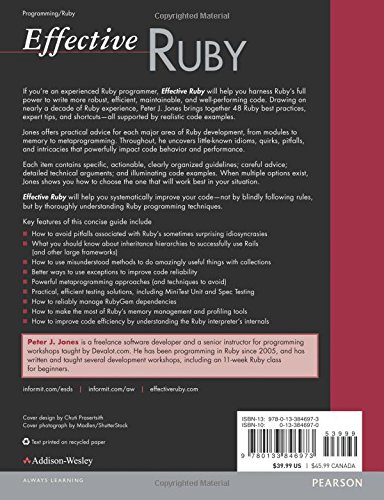 Copyrighted Material
Programming/Ruby
Effective RUBY
If you're an experienced Ruby programmer, Effective Ruby will help you harness Ruby's full
power to write more robust, efficient, maintainable, and well-performing code. Drawing on
nearly a decade of Ruby experience, Peter J. Jones brings together 48 Ruby best practices,
expert tips, and shortcuts—all supported by realistic code examples.
Jones offers practical advice for each major area of Ruby development, from modules to
memory to metaprogramming. Throughout, he uncovers little-known idioms, quirks, pitfalls,
and intricacies that powerfully impact code behavior and performance.
Each item contains specific, actionable, clearly organized guidelines; careful advice;
detailed technical arguments; and illuminating code examples. When multiple options exist,
Jones shows you how to choose the one that will work best in your situation.
Effective Ruby will help you systematically improve your code—not by blindly following rules,
but by thoroughly understanding Ruby programming techniques.
Key features of this concise guide include
■ How to avoid pitfalls associated with Ruby's sometimes surprising idiosyncrasies
■ What you should know about inheritance hierarchies to successfully use Rails
(and other large frameworks)
■ How to use misunderstood methods to do amazingly useful things with collections
■ Better ways to use exceptions to improve code reliability
■ Powerful metaprogramming approaches (and techniques to avoid)
■ Practical, efficient testing solutions, including MiniTest Unit and Spec Testing
■ How to reliably manage RubyGem dependencies
■ How to make the most of Ruby's memory management and profiling tools
■ How to improve code efficiency by understanding the Ruby interpreter's internals
Peter J. Jones is a freelance software developer and a senior instructor for programming
workshops taught by Devalot.com. He has been programming in Ruby since 2005, and has
written and taught several development workshops, including an 11-week Ruby class
for beginners.
informit.com/esds | informit.com/aw | effectiveruby.com
Cover design by Chuti Prasertsith
Cover photograph by Modlen/ShutterStock
Text printed on recycled paper
Addison-Wesley
ALWAYS LEARNING
ISBN-13: 978-0-13-384697-3
ISBN-10: 0-13-384697-0
53999
9 780133 846973
$39.99 US | $45.99 CANADA
PEARSON
Copyrighted Material